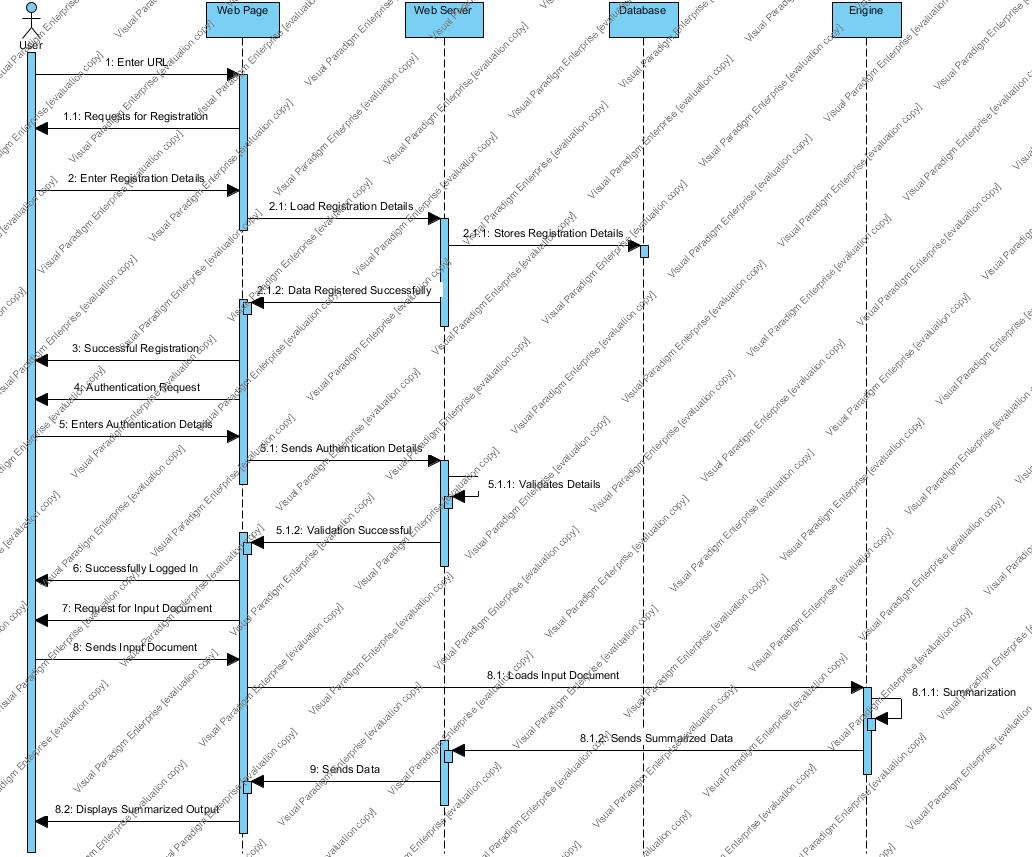 User
Web Page
Web Server
Database
Engine
1: Enter URL
1.1: Requests for Registration
2: Enter Registration Details
2.1: Load Registration Details
2.1.1: Stores Registration Details
2.1.2: Data Registered Successfully
3: Successful Registration
4: Authentication Request
5: Enters Authentication Details
5.1: Sends Authentication Details
5.1.1: Validates Details
5.1.2: Validation Successful
6: Successfully Logged In
7: Request for Input Document
8: Sends Input Document
8.1: Loads Input Document
8.1.1: Summarization
8.1.2: Sends Summarized Data
9: Sends Data
8.2: Displays Summarized Output
Visual Paradigm Enterprise [evaluation copy]